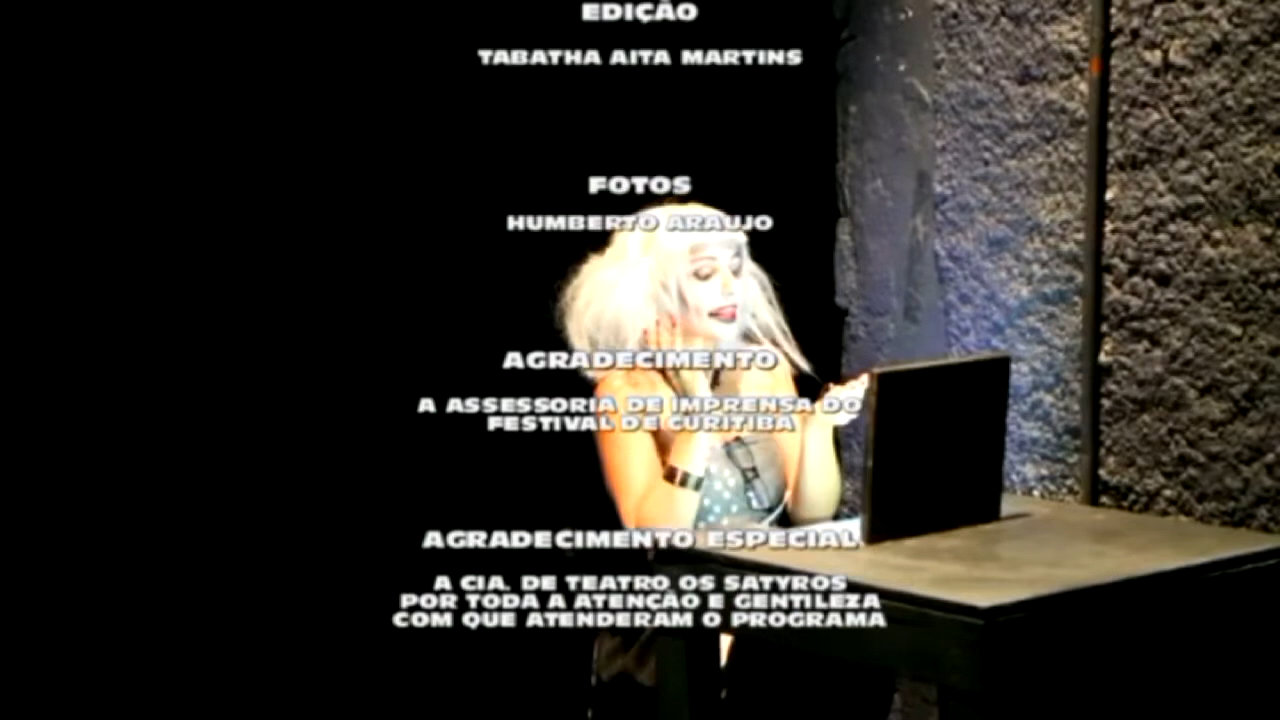 EDIÇÃO
TABATHA AITA MARTINS
FOTOS
HUMBERTO ARAUJO
AGRADECIMENTO
A ASSESSORIA DE IMPRENSA DO
FESTIVAL DE CURITIBA
AGRADECIMENTO ESPECIAL
A CIA. DE TEATRO OS SATYROS
POR TODA A ATENÇÃO E GENTILEZA
COM QUE ATENDERAM O PROGRAMA